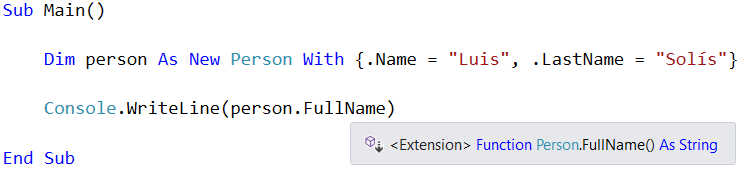 Sub Main()
Dim person As New Person With {.Name = "Luis", .LastName = "Solís"}
Console.WriteLine(person.FullName)
<Extension> Function Person.FullName() As String
End Sub